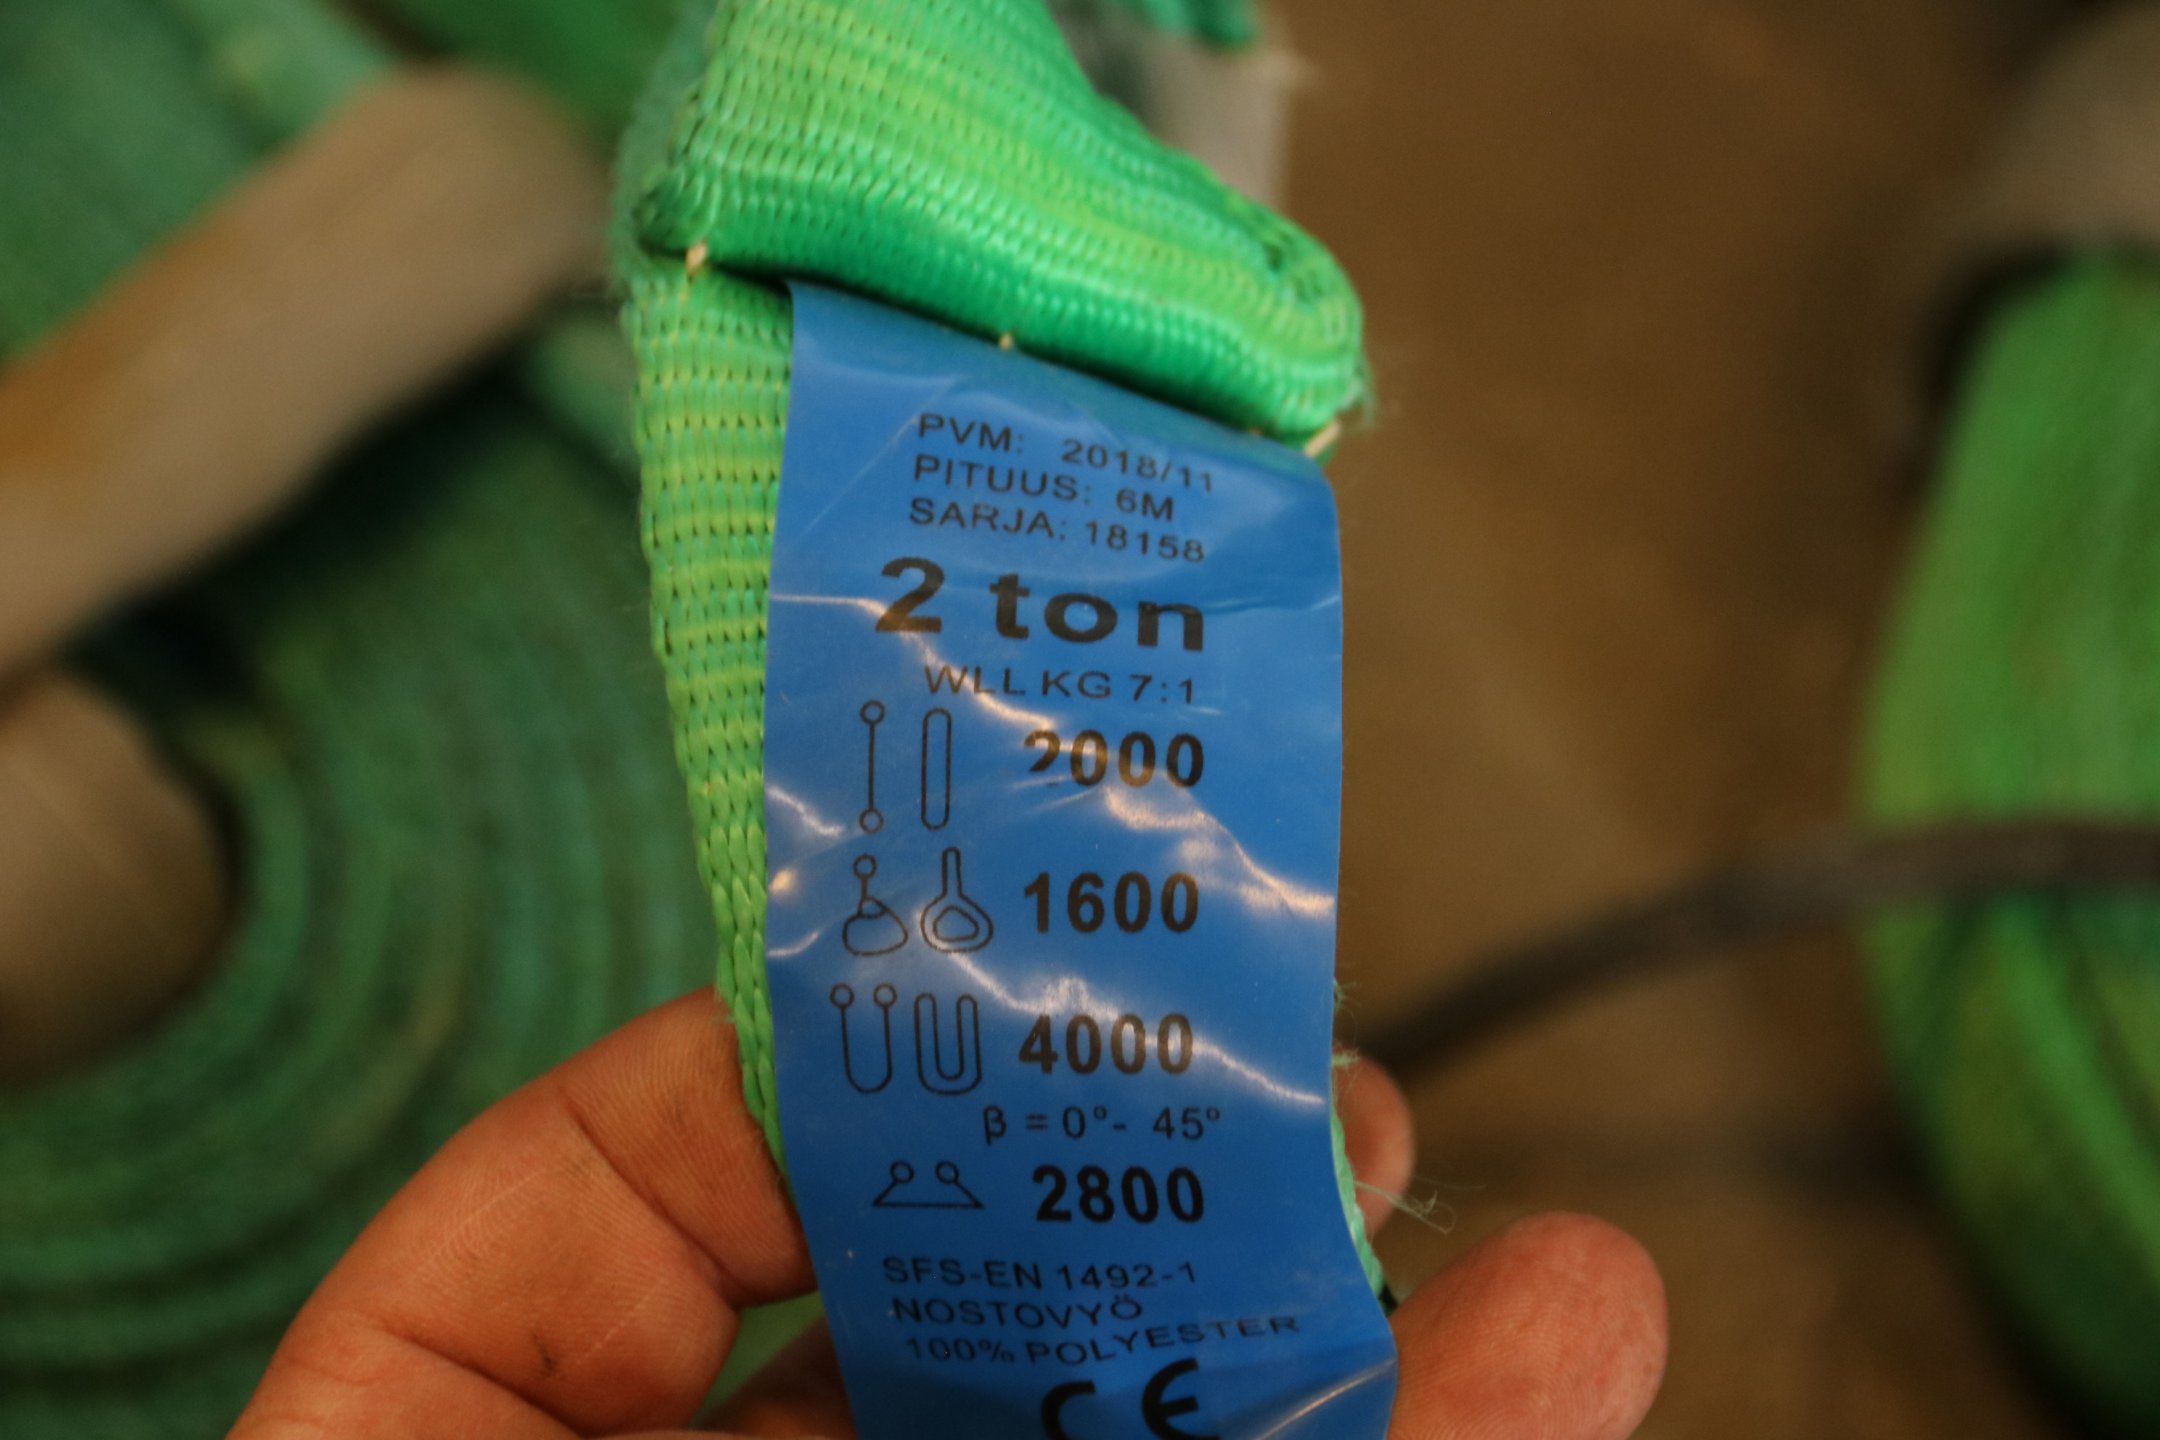 PVM: 2018/11
PITUUS: 6M
SARJA: 18158
2 ton
WLL KG 7:1
2000
1600
4000
β = 0°- 45°
2800
SFS-EN 1492-1
NOSTOVYÖ
100% POLYESTER
CE